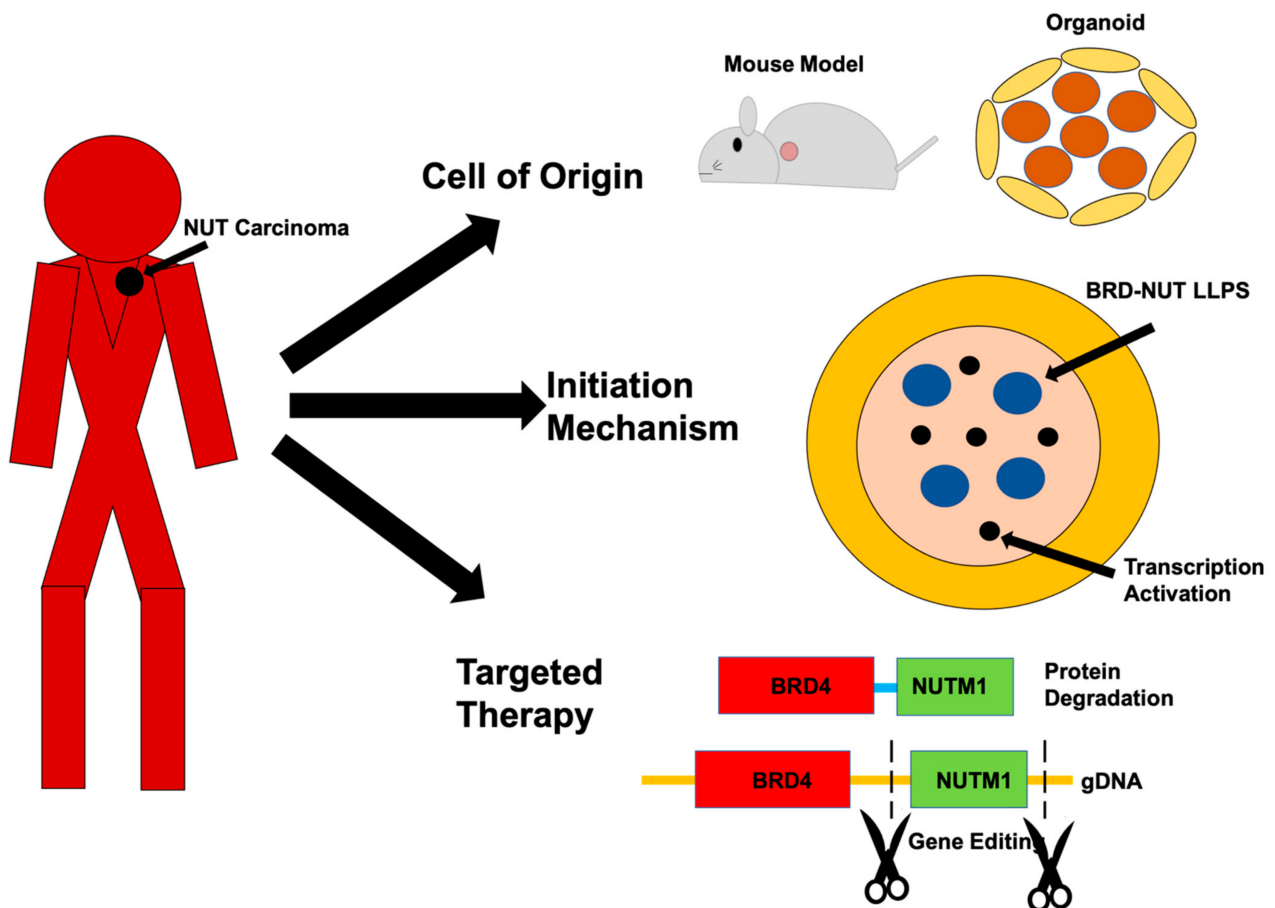 Organoid
Mouse Model
Cell of Origin
NUT Carcinoma
BRD-NUT LLPS
Initiation
Mechanism
Transcription
Activation
Targeted
Therapy
BRD4
NUTM1
Protein
Degradation
BRD4
NUTM1
gDNA
Gene Editing